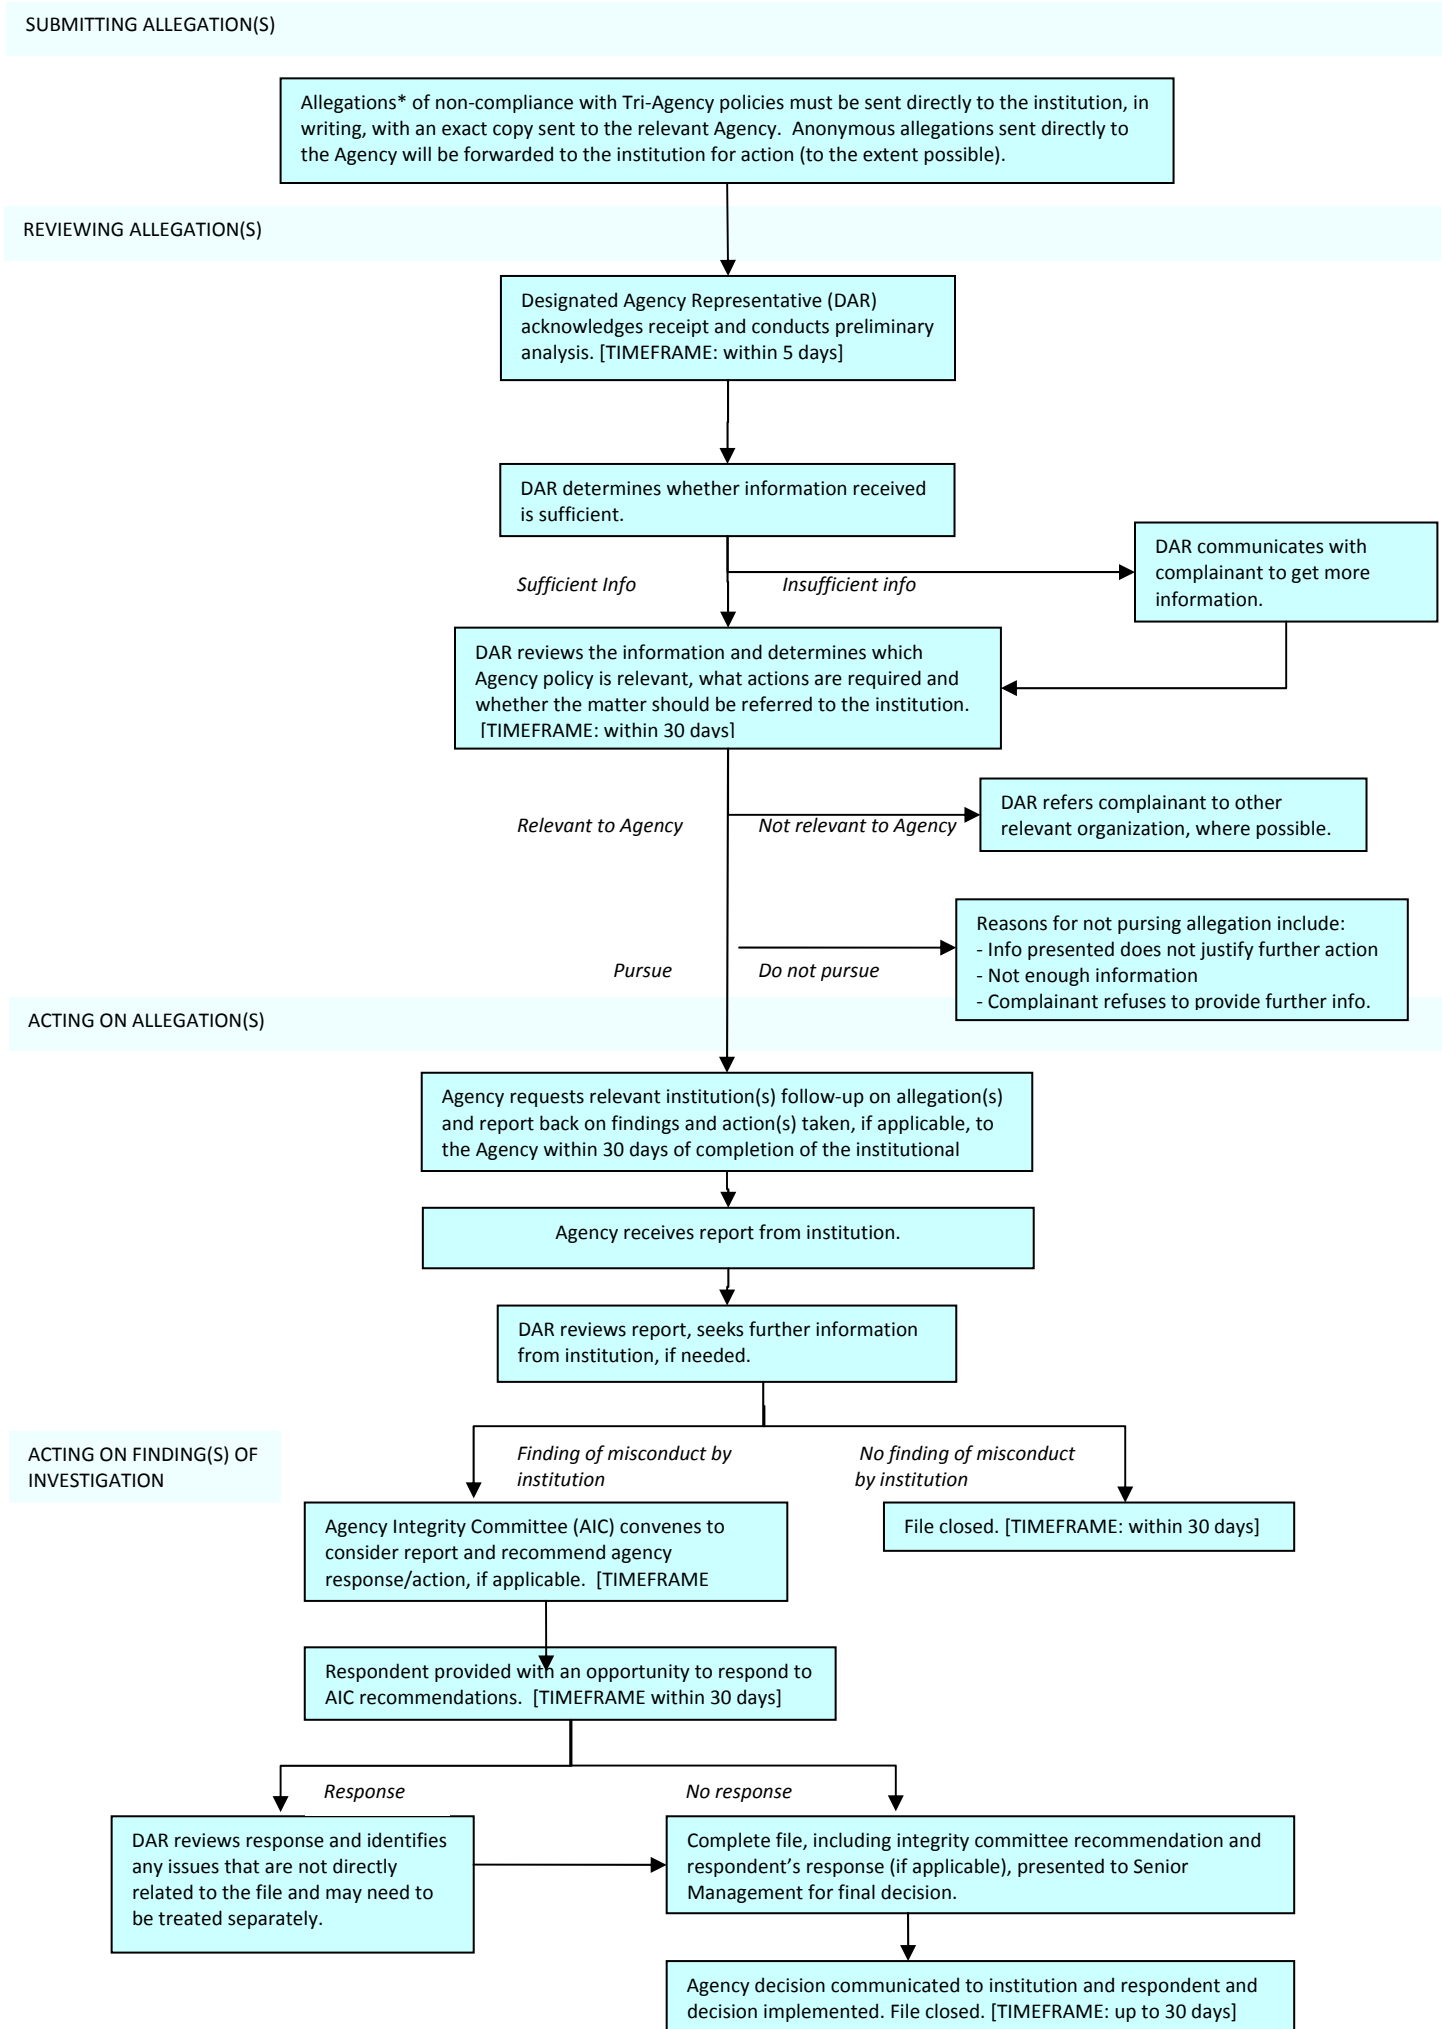 SUBMITTING ALLEGATION(S)
Allegations* of non-compliance with Tri-Agency policies must be sent directly to the institution, in
writing, with an exact copy sent to the relevant Agency.  Anonymous allegations sent directly to
the Agency will be forwarded to the institution for action (to the extent possible).
REVIEWING ALLEGATION(S)
Designated Agency Representative (DAR)
acknowledges receipt and conducts preliminary
analysis. [TIMEFRAME: within 5 days]
DAR determines whether information received
is sufficient.
DAR communicates with
complainant to get more
information.
Sufficient Info
Insufficient info
DAR reviews the information and determines which
Agency policy is relevant, what actions are required and
whether the matter should be referred to the institution.
[TIMEFRAME: within 30 days]
DAR refers complainant to other
relevant organization, where possible.
Relevant to Agency
Not relevant to Agency
Reasons for not pursing allegation include:
- Info presented does not justify further action
- Not enough information
- Complainant refuses to provide further info.
Pursue
Do not pursue
ACTING ON ALLEGATION(S)
Agency requests relevant institution(s) follow-up on allegation(s)
and report back on findings and action(s) taken, if applicable, to
the Agency within 30 days of completion of the institutional
Agency receives report from institution.
DAR reviews report, seeks further information
from institution, if needed.
ACTING ON FINDING(S) OF
INVESTIGATION
Finding of misconduct by
institution
No finding of misconduct
by institution
Agency Integrity Committee (AIC) convenes to
consider report and recommend agency
response/action, if applicable.  [TIMEFRAME
File closed. [TIMEFRAME: within 30 days]
Respondent provided with an opportunity to respond to
AIC recommendations.  [TIMEFRAME within 30 days]
Response
No response
DAR reviews response and identifies
any issues that are not directly
related to the file and may need to
be treated separately.
Complete file, including integrity committee recommendation and
respondent’s response (if applicable), presented to Senior
Management for final decision.
Agency decision communicated to institution and respondent and
decision implemented. File closed. [TIMEFRAME: up to 30 days]